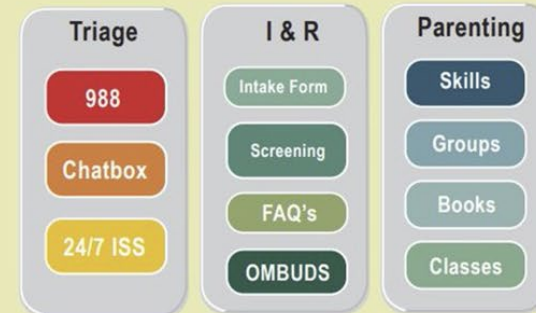 Triage
988
Chatbox
24/7 ISS
I & R
Intake Form
Screening
FAQ's
OMBUDS
Parenting
Skills
Groups
Books
Classes